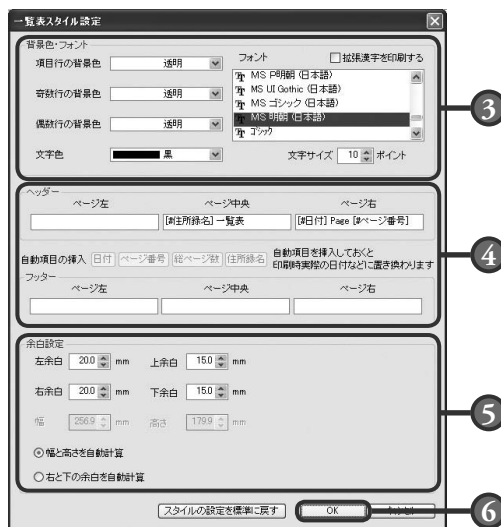 一覧表スタイル設定
背景色・フォント
項目行の背景色 透明
奇数行の背景色 透明
偶数行の背景色 透明
文字色 黒
フォント 拡張漢字を印刷する
MS P明朝 (日本語)
MS UI Gothic (日本語)
MS ゴシック (日本語)
MS 明朝 (日本語)
ゴシック
文字サイズ 10 ポイント
3
ヘッダー
ページ左 ページ中央 ページ右
[#住所録名] 一覧表 [#日付] Page [#ページ番号]
自動項目の挿入 日付 ページ番号 総ページ数 住所録名
自動項目を挿入しておくと
印刷時実際の日付などに置き換わります
4
フッター
ページ左 ページ中央 ページ右
余白設定
左余白 20.0 mm 上余白 15.0 mm
右余白 20.0 mm 下余白 15.0 mm
幅 256.9 mm 高さ 179.9 mm
5
幅と高さを自動計算
右と下の余白を自動計算
スタイルの設定を標準に戻す OK
6